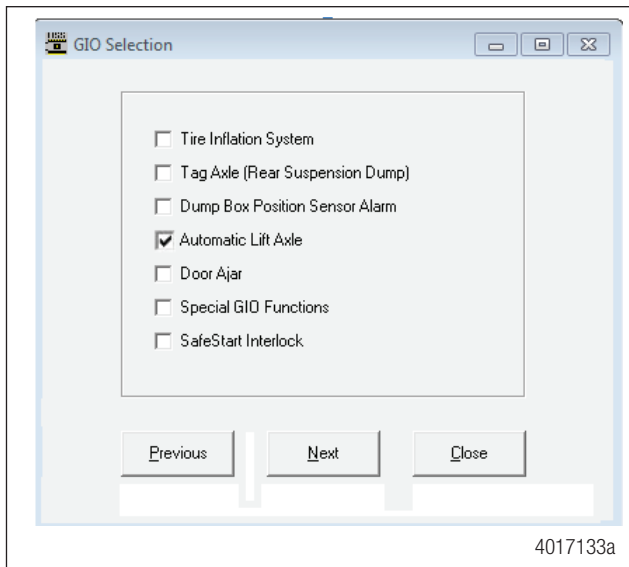 HSS
GIO Selection
Tire Inflation System
Tag Axle (Rear Suspension Dump)
Dump Box Position Sensor Alarm
Automatic Lift Axle
Door Ajar
Special GIO Functions
SafeStart Interlock
Previous Next Close
4017133a